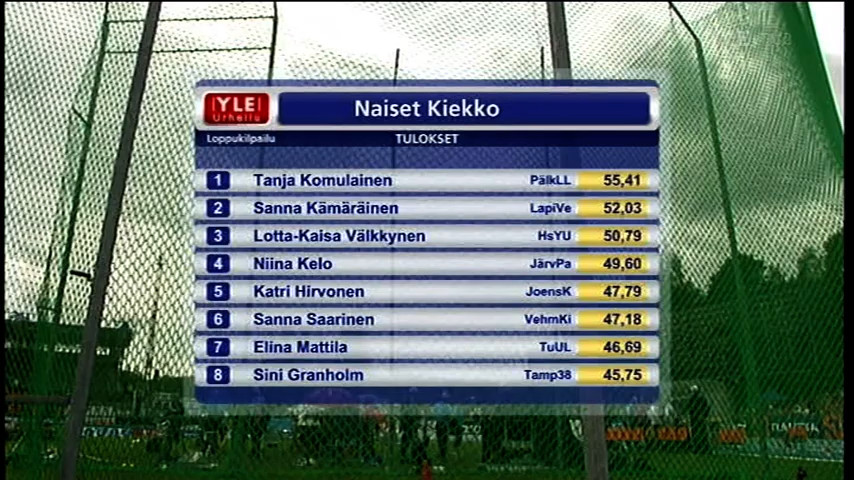 YLE
Urheilu
Naiset Kiekko
Loppukilpailu TULOKSET
1 Tanja Komulainen PälkLL 55,41
2 Sanna Kämäräinen LapiVe 52,03
3 Lotta-Kaisa Välkkynen HsYU 50,79
4 Niina Kelo JärvPa 49,60
5 Katri Hirvonen JoensK 47,79
6 Sanna Saarinen VehmKi 47,18
7 Elina Mattila TuUL 46,69
8 Sini Granholm Tamp38 45,75